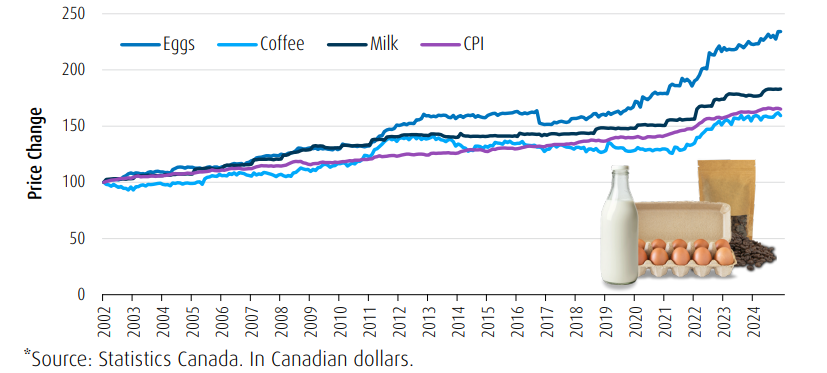 250
Eggs Coffee Milk CPI
200
150
100
50
0
Price Change
2002 2003 2004 2005 2006 2007 2008 2009 2010 2011 2012 2013 2014 2015 2016 2017 2018 2019 2020 2021 2022 2023 2024
*Source: Statistics Canada. In Canadian dollars.